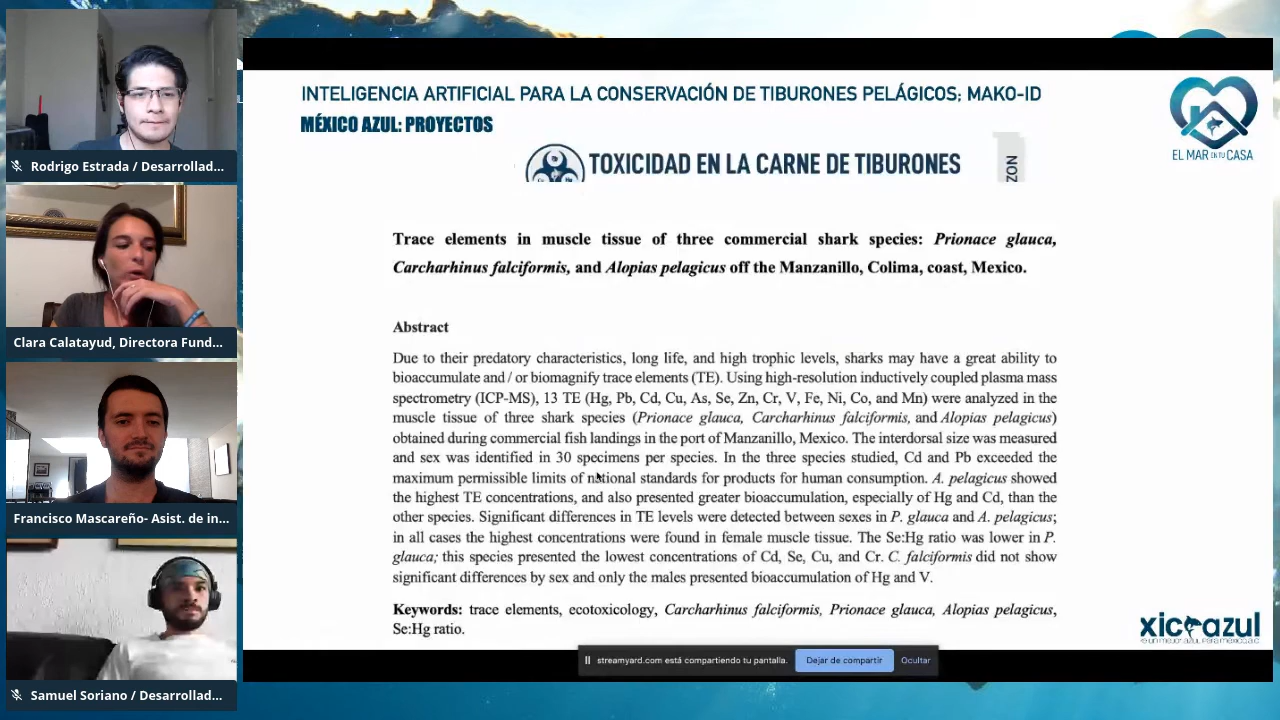 Rodrigo Estrada / Desarrollad...
Clara Calatayud, Directora Fund...
Francisco Mascareño- Asist. de in...
Samuel Soriano / Desarrollad...
INTELIGENCIA ARTIFICIAL PARA LA CONSERVACIÓN DE TIBURONES PELÁGICOS: MAKO-ID
MÉXICO AZUL: PROYECTOS
EL MAR EN TU CASA
TOXICIDAD EN LA CARNE DE TIBURONES
ZON
Trace elements in muscle tissue of three commercial shark species: Prionace glauca,
Carcharhinus falciformis, and Alopias pelagicus off the Manzanillo, Colima, coast, Mexico.
Abstract
Due to their predatory characteristics, long life, and high trophic levels, sharks may have a great ability to
bioaccumulate and / or biomagnify trace elements (TE). Using high-resolution inductively coupled plasma mass
spectrometry (ICP-MS), 13 TE (Hg, Pb, Cd, Cu, As, Se, Zn, Cr, V, Fe, Ni, Co, and Mn) were analyzed in the
muscle tissue of three shark species (Prionace glauca, Carcharhinus falciformis, and Alopias pelagicus)
obtained during commercial fish landings in the port of Manzanillo, Mexico. The interdorsal size was measured
and sex was identified in 30 specimens per species. In the three species studied, Cd and Pb exceeded the
maximum permissible limits of national standards for products for human consumption. A. pelagicus showed
the highest TE concentrations, and also presented greater bioaccumulation, especially of Hg and Cd, than the
other species. Significant differences in TE levels were detected between sexes in P. glauca and A. pelagicus;
in all cases the highest concentrations were found in female muscle tissue. The Se:Hg ratio was lower in P.
glauca; this species presented the lowest concentrations of Cd, Se, Cu, and Cr. C. falciformis did not show
significant differences by sex and only the males presented bioaccumulation of Hg and V.
Keywords: trace elements, ecotoxicology, Carcharhinus falciformis, Prionace glauca, Alopias pelagicus,
Se:Hg ratio.
xicoazul
streamyard.com está compartiendo tu pantalla.
Dejar de compartir
Ocultar